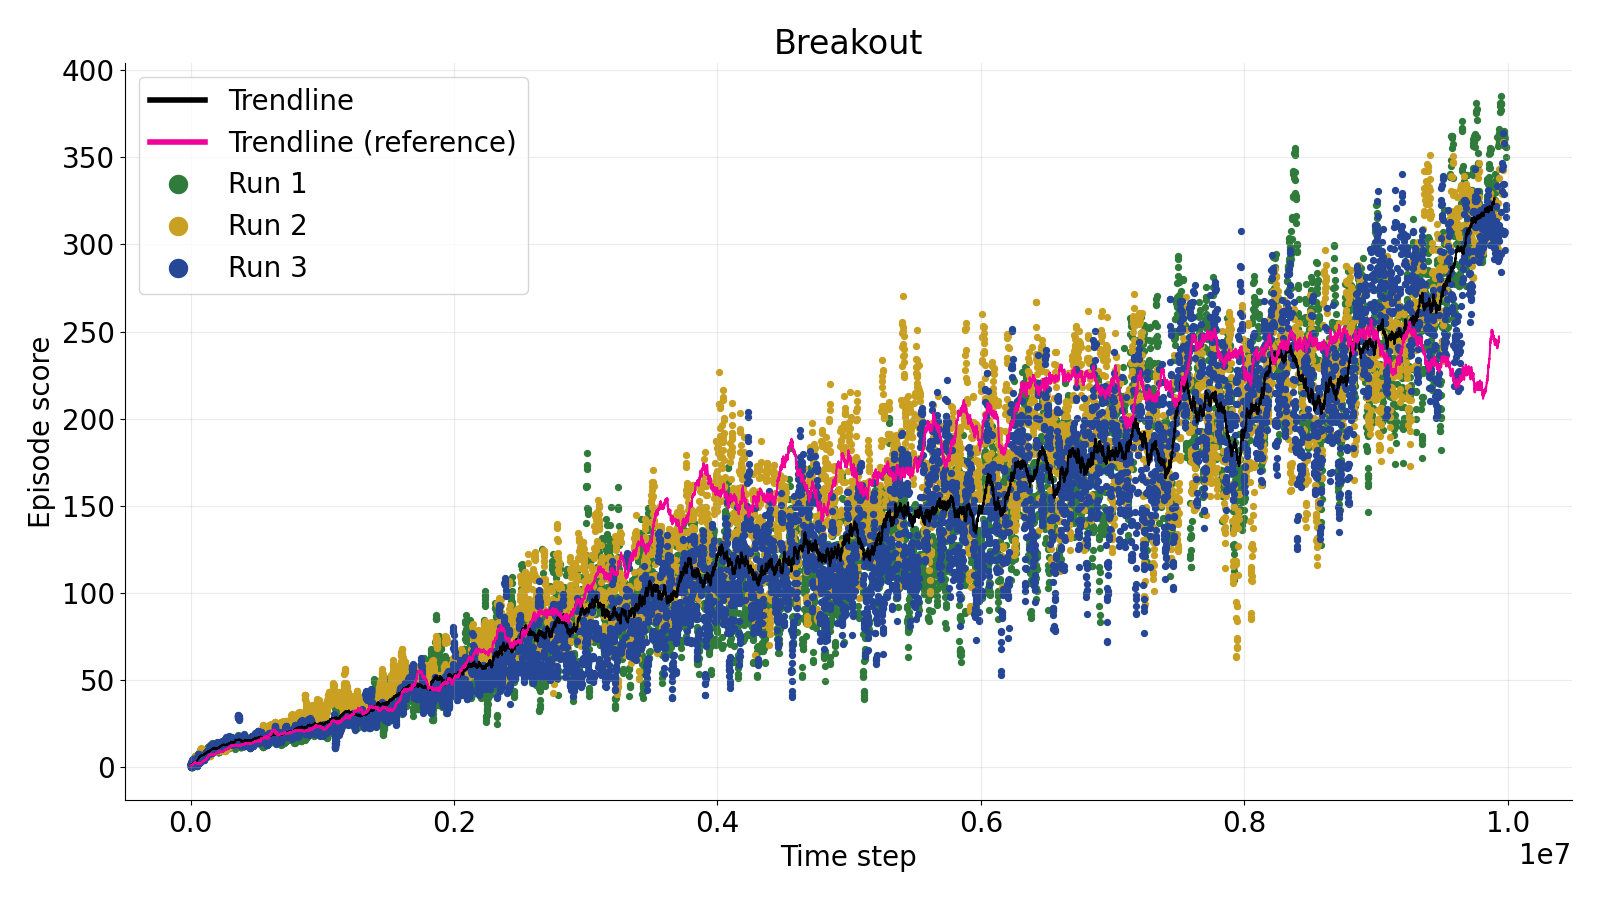 Breakout
400
350
300
250
200
150
100
50
0
Episode score
Trendline
Trendline (reference)
Run 1
Run 2
Run 3
0.0 0.2 0.4 0.6 0.8 1.0
1e7
Time step